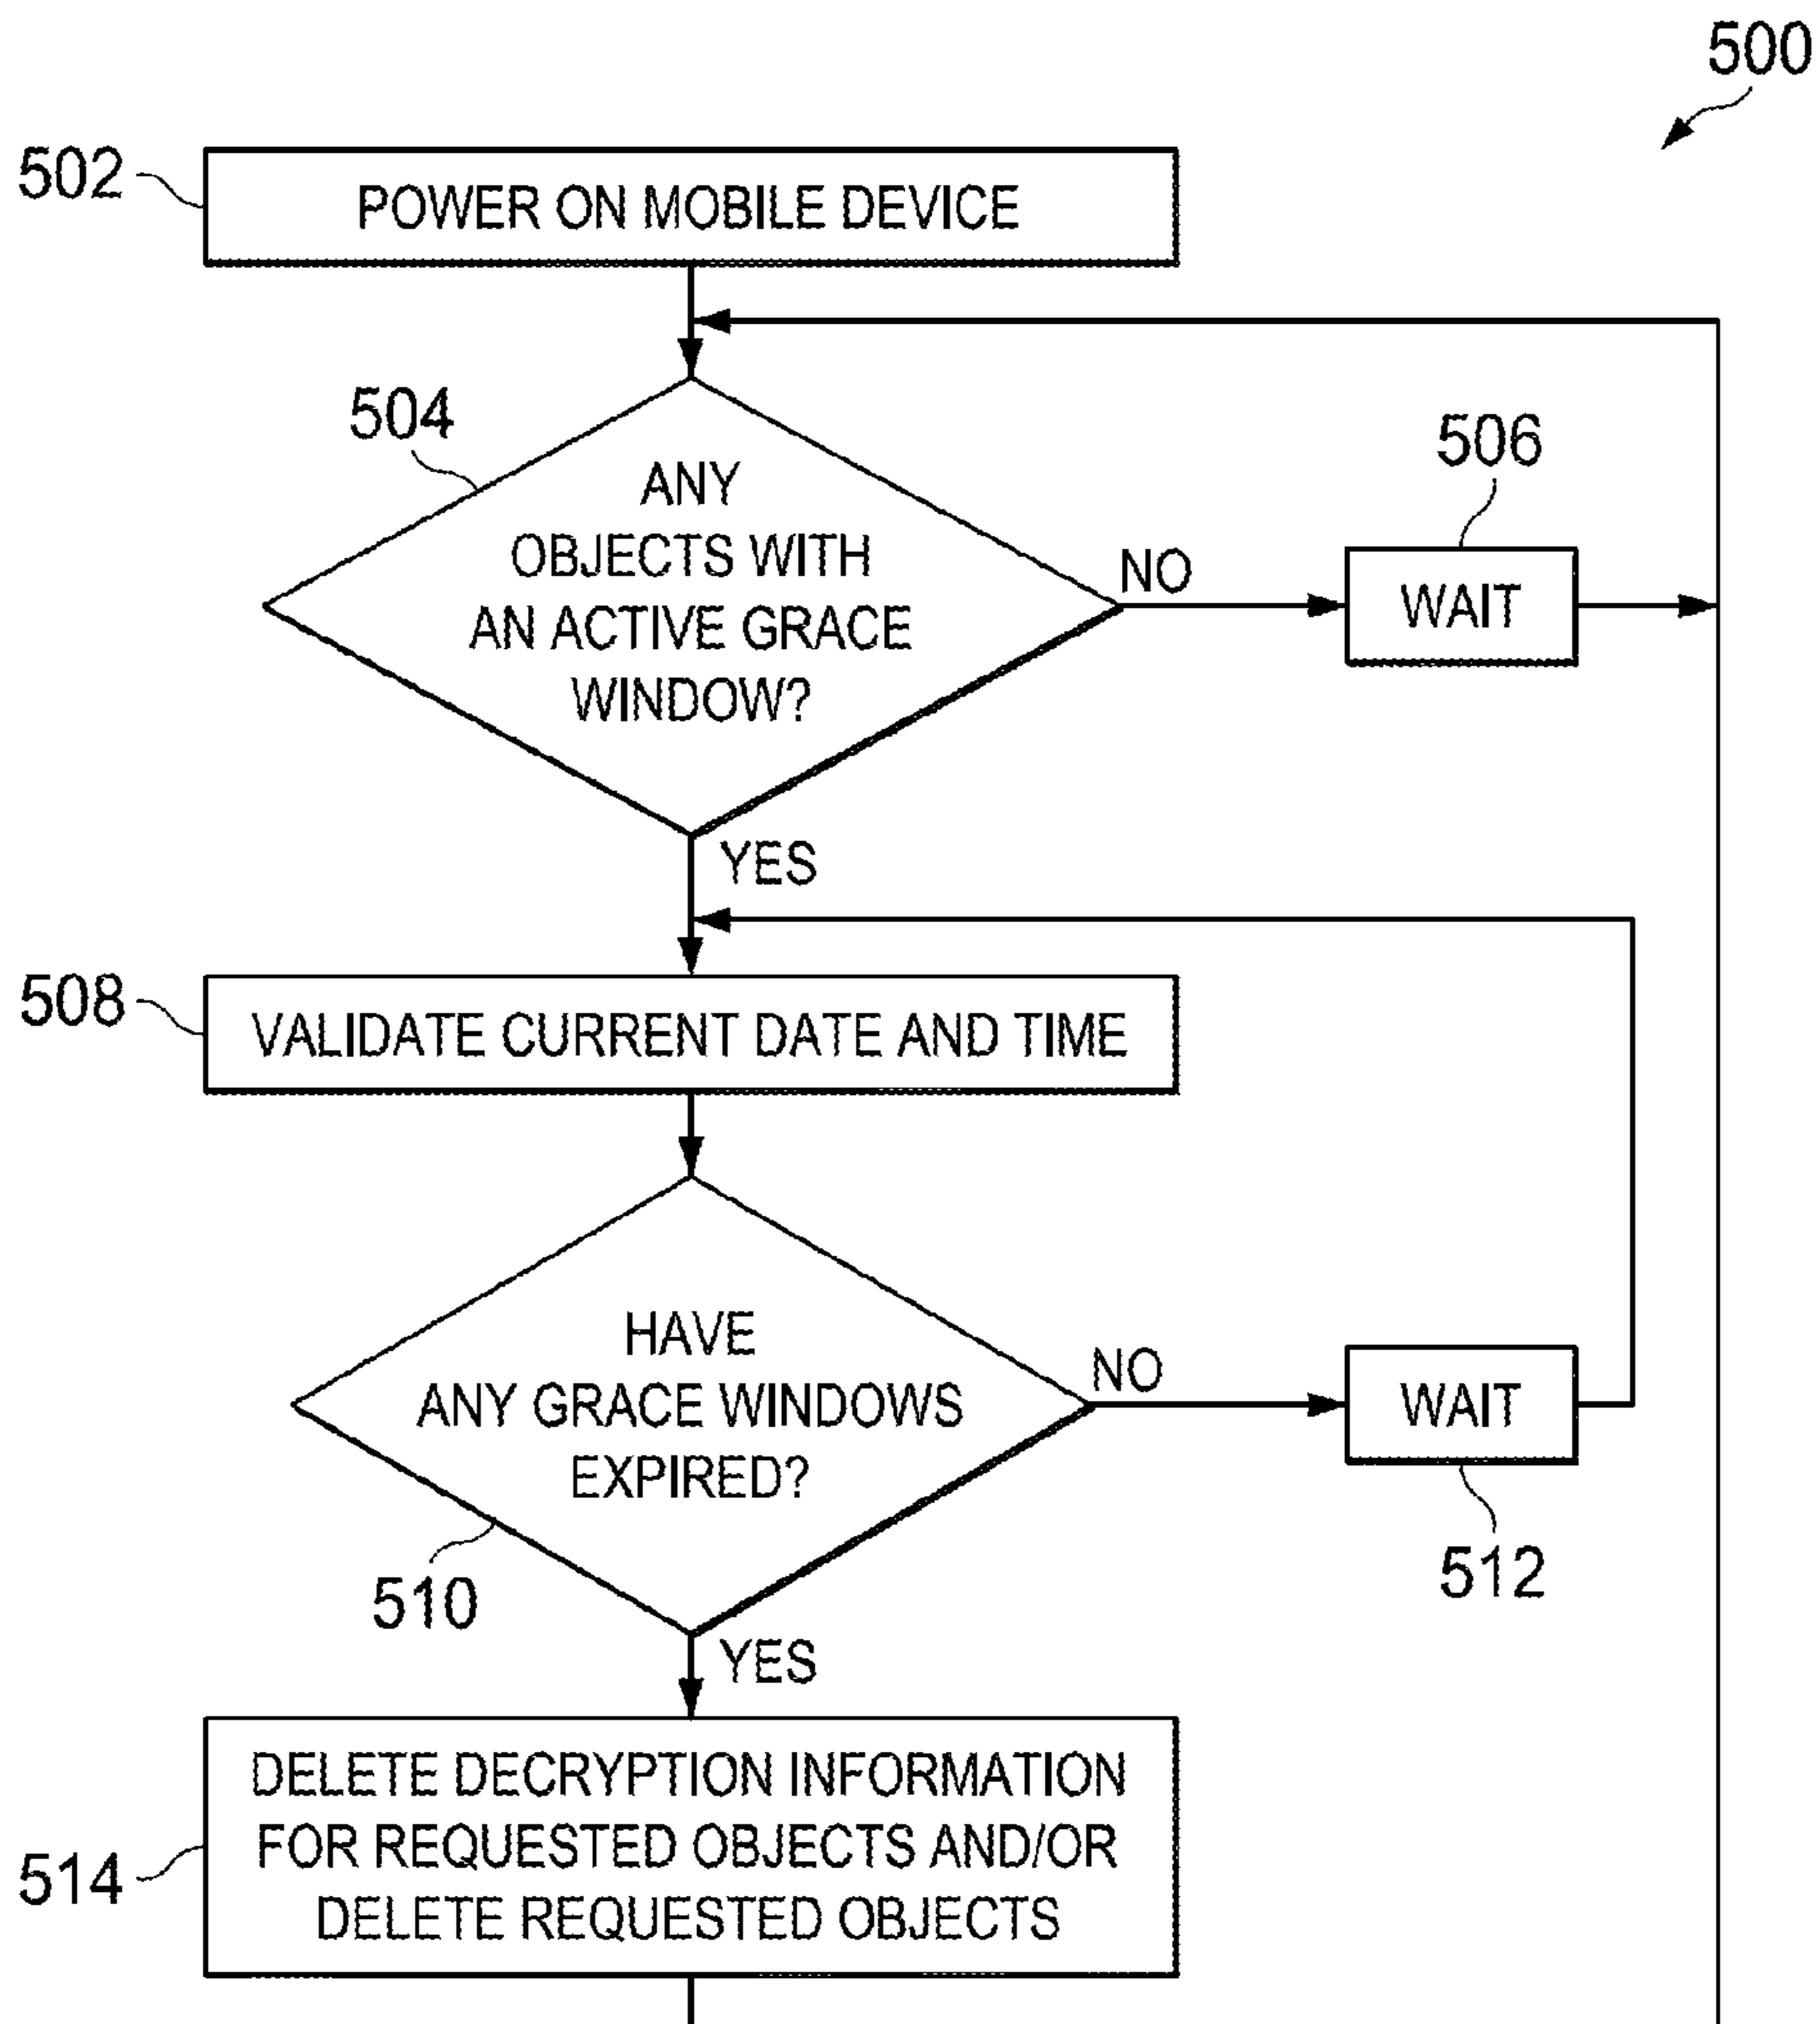 500
502
POWER ON MOBILE DEVICE
504
ANY
OBJECTS WITH
AN ACTIVE GRACE
WINDOW?
NO
506
WAIT
YES
508
VALIDATE CURRENT DATE AND TIME
HAVE
ANY GRACE WINDOWS
EXPIRED?
NO
WAIT
510
512
YES
514
DELETE DECRYPTION INFORMATION
FOR REQUESTED OBJECTS AND/OR
DELETE REQUESTED OBJECTS